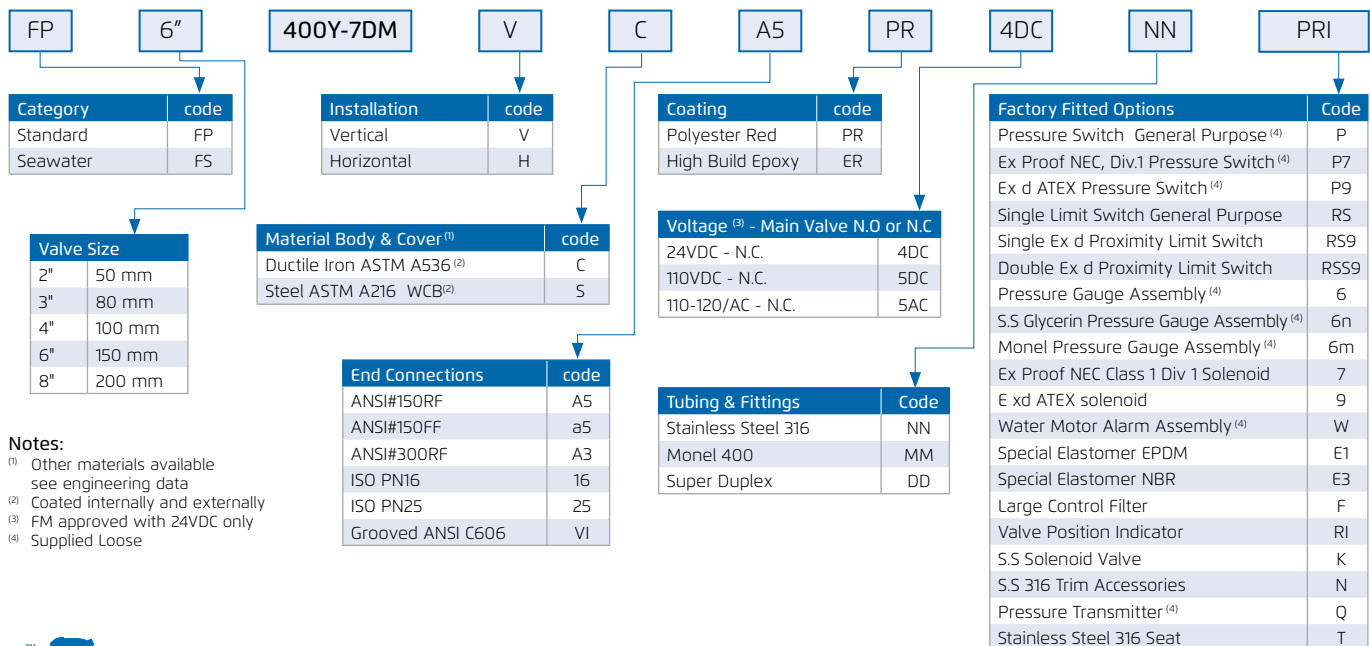 FP 6″ 400Y-7DM V C A5 PR 4DC NN PRI
Category code
Standard FP
Seawater FS
Valve Size
2" 50 mm
3" 80 mm
4" 100 mm
6" 150 mm
8" 200 mm
Notes:
(1) Other materials available
see engineering data
(2) Coated internally and externally
(3) FM approved with 24VDC only
(4) Supplied Loose
Installation code
Vertical V
Horizontal H
Material Body & Cover (1) code
Ductile Iron ASTM A536 (2) C
Steel ASTM A216 WCB(2) S
End Connections code
ANSI#150RF A5
ANSI#150FF a5
ANSI#300RF A3
ISO PN16 16
ISO PN25 25
Grooved ANSI C606 VI
Coating code
Polyester Red PR
High Build Epoxy ER
Voltage (3) - Main Valve N.O or N.C
24VDC - N.C. 4DC
110VDC - N.C. 5DC
110-120/AC - N.C. 5AC
Tubing & Fittings Code
Stainless Steel 316 NN
Monel 400 MM
Super Duplex DD
Factory Fitted Options Code
Pressure Switch General Purpose (4) P
Ex Proof NEC, Div.1 Pressure Switch (4) P7
Ex d ATEX Pressure Switch (4) P9
Single Limit Switch General Purpose RS
Single Ex d Proximity Limit Switch RS9
Double Ex d Proximity Limit Switch RSS9
Pressure Gauge Assembly (4) 6
S.S Glycerin Pressure Gauge Assembly (4) 6n
Monel Pressure Gauge Assembly (4) 6m
Ex Proof NEC Class 1 Div 1 Solenoid 7
E xd ATEX solenoid 9
Water Motor Alarm Assembly (4) W
Special Elastomer EPDM E1
Special Elastomer NBR E3
Large Control Filter F
Valve Position Indicator RI
S.S Solenoid Valve K
S.S 316 Trim Accessories N
Pressure Transmitter (4) Q
Stainless Steel 316 Seat T
TM